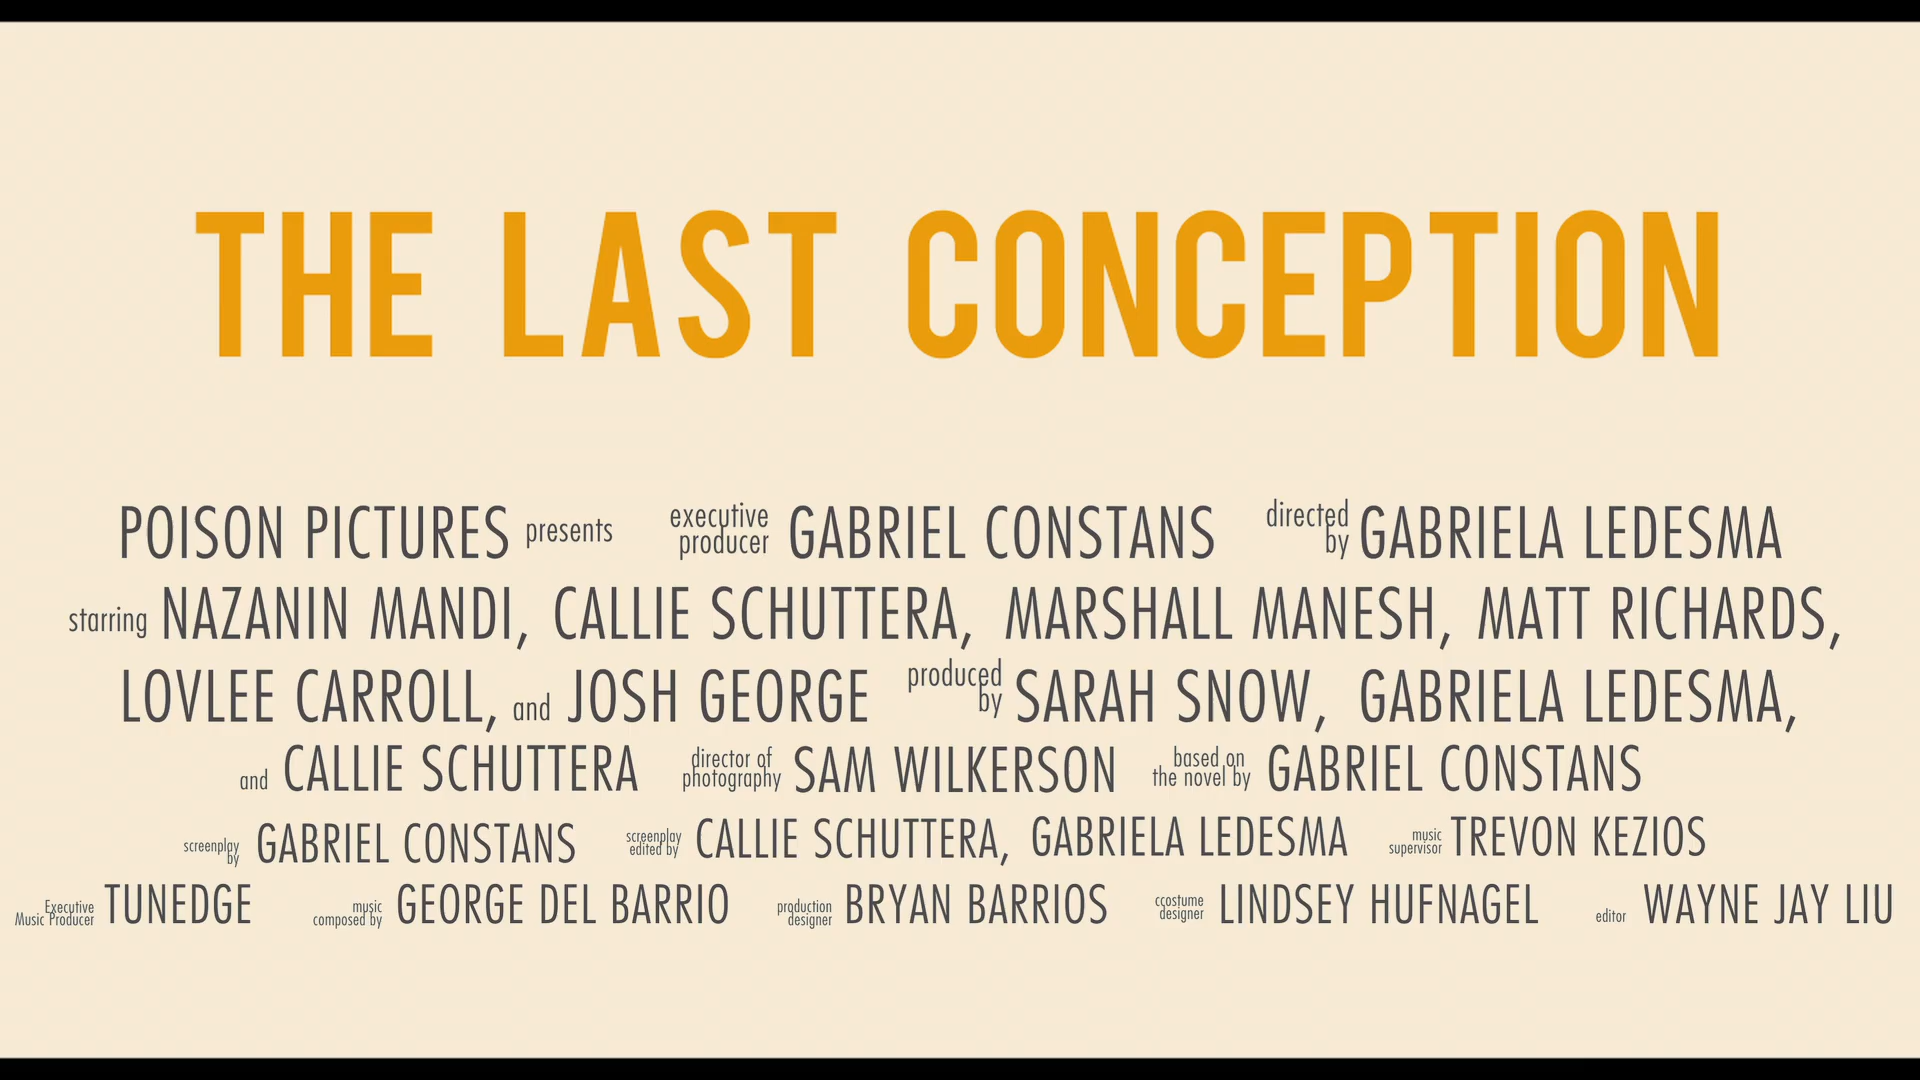 THE LAST CONCEPTION
POISON PICTURES presents executive producer GABRIEL CONSTANS directed by GABRIELA LEDESMA
starring NAZANIN MANDI, CALLIE SCHUTTERA, MARSHALL MANESH, MATT RICHARDS,
LOVLEE CARROLL, and JOSH GEORGE produced by SARAH SNOW, GABRIELA LEDESMA,
and CALLIE SCHUTTERA director of photography SAM WILKERSON based on the novel by GABRIEL CONSTANS
screenplay by GABRIEL CONSTANS screenplay edited by CALLIE SCHUTTERA, GABRIELA LEDESMA music supervisor TREVON KEZIOS
Executive Music Producer TUNEDGE music composed by GEORGE DEL BARRIO production designer BRYAN BARRIOS ccostume designer LINDSEY HUFNAGEL editor WAYNE JAY LIU